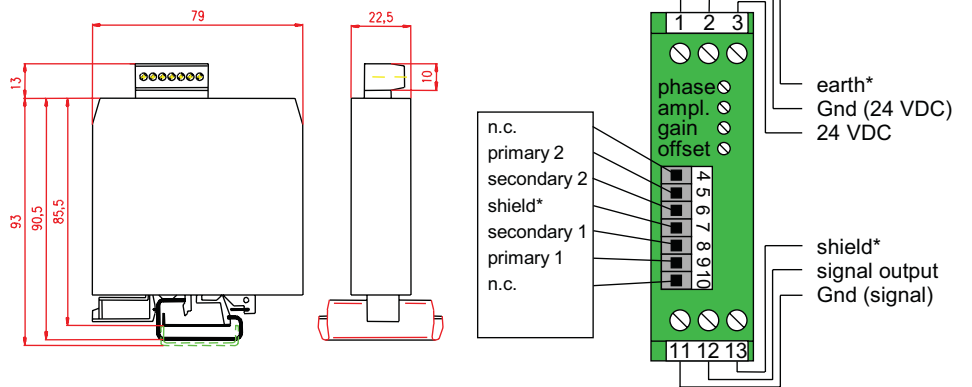 79
22,5
13
10
93
90,5
85,5
1 2 3
phase
ampl.
gain
offset
earth*
Gnd (24 VDC)
24 VDC
n.c.
primary 2
secondary 2
shield*
secondary 1
primary 1
n.c.
4
5
6
7
8
9
10
shield*
signal output
Gnd (signal)
11 12 13